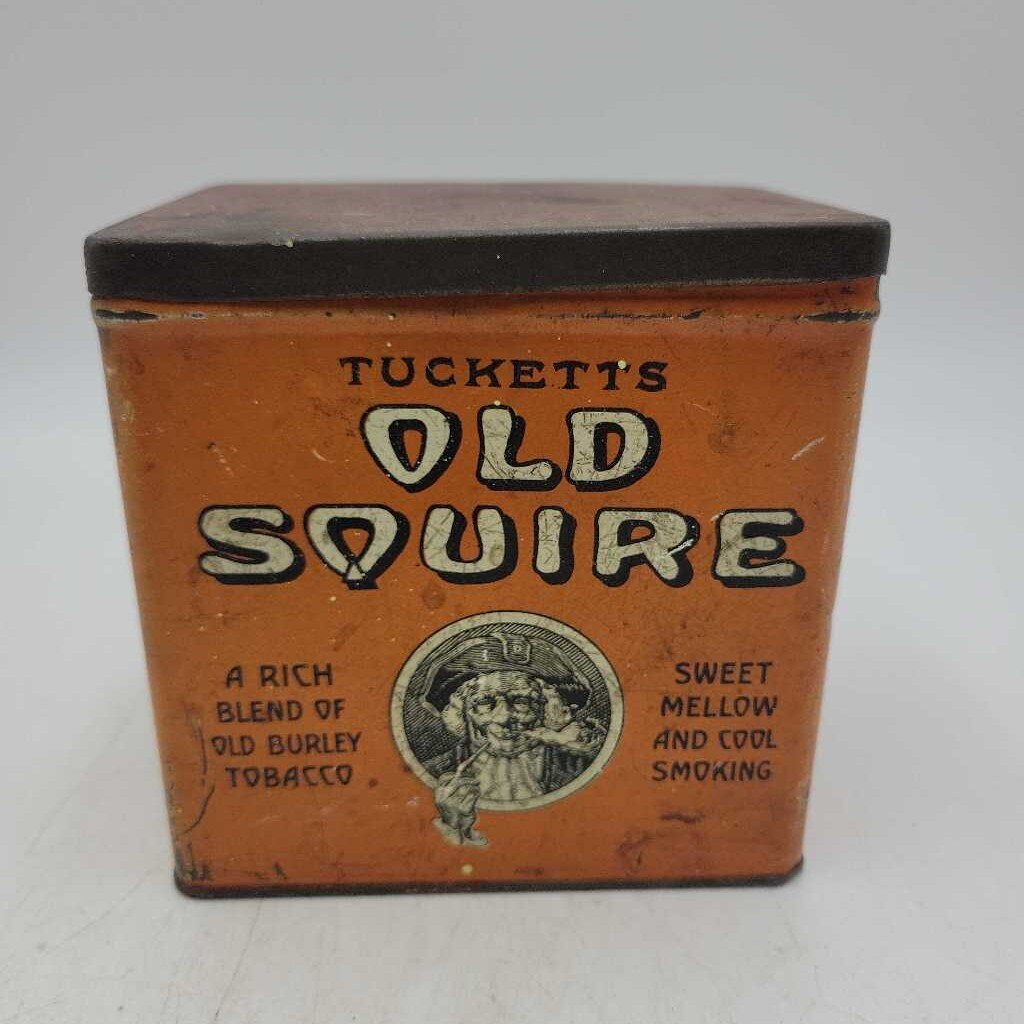 TUCKETT'S
OLD
SQUIRE
A RICH
BLEND OF
OLD BURLEY
TOBACCO
SWEET
MELLOW
AND COOL
SMOKING